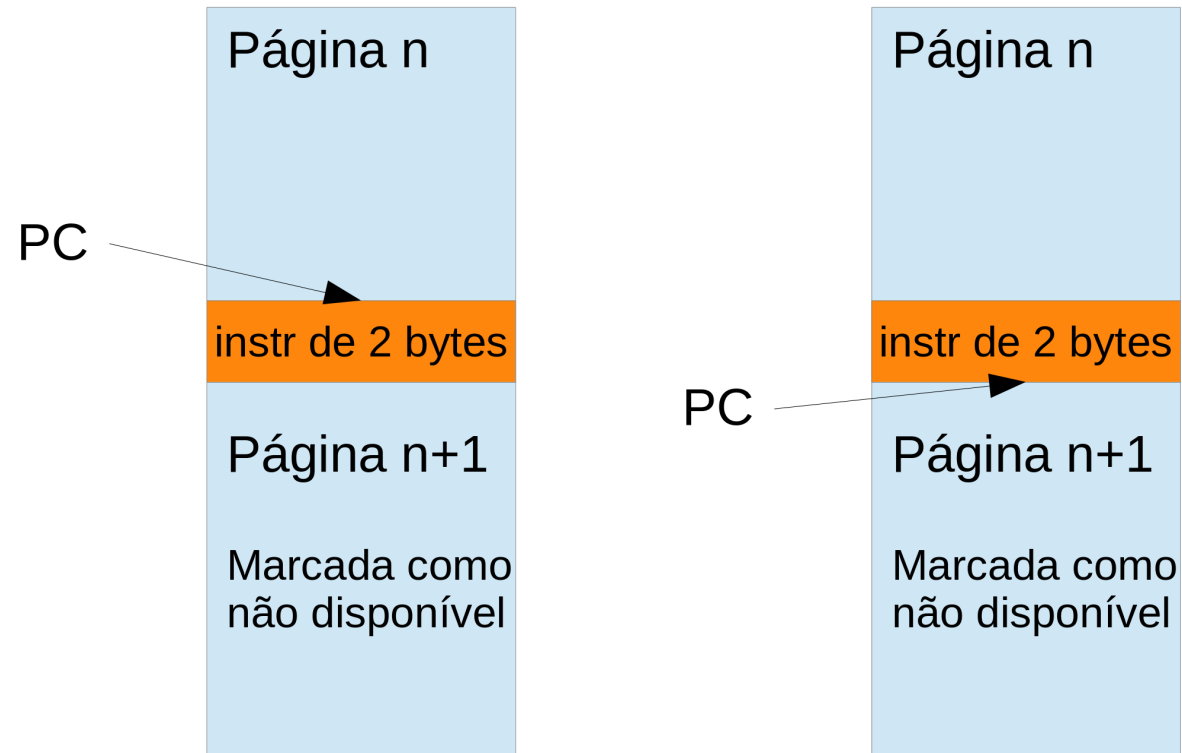 Página n
PC
instr de 2 bytes
Página n+1
Marcada como
não disponível
Página n
instr de 2 bytes
PC
Página n+1
Marcada como
não disponível